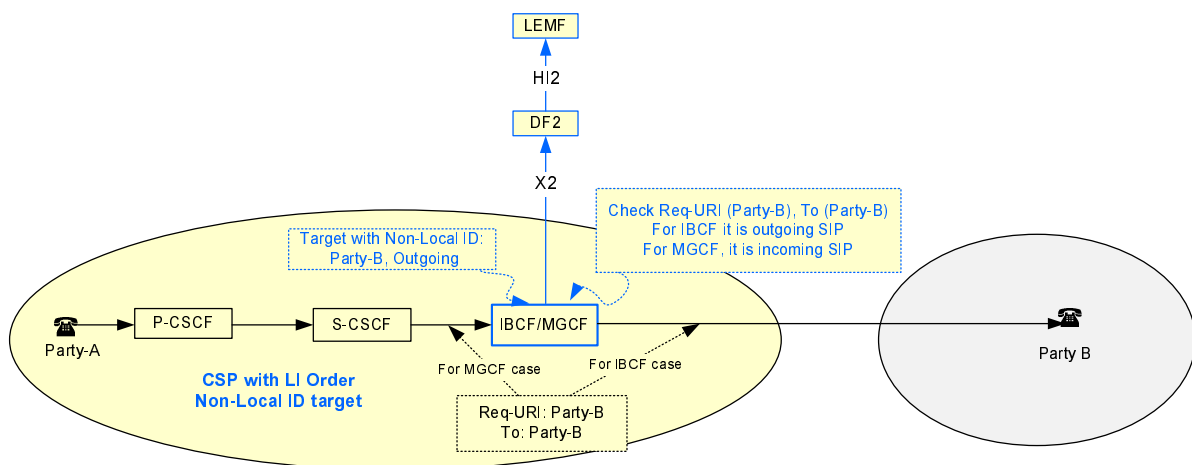 LEMF
HI2
DF2
X2
Check Req-URI (Party-B), To (Party-B)
For IBCF it is outgoing SIP
For MGCF, it is incoming SIP
Target with Non-Local ID:
Party-B, Outgoing
P-CSCF
S-CSCF
IBCF/MGCF
Party-A
Party B
For MGCF case
For IBCF case
CSP with LI Order
Non-Local ID target
Req-URI: Party-B
To: Party-B